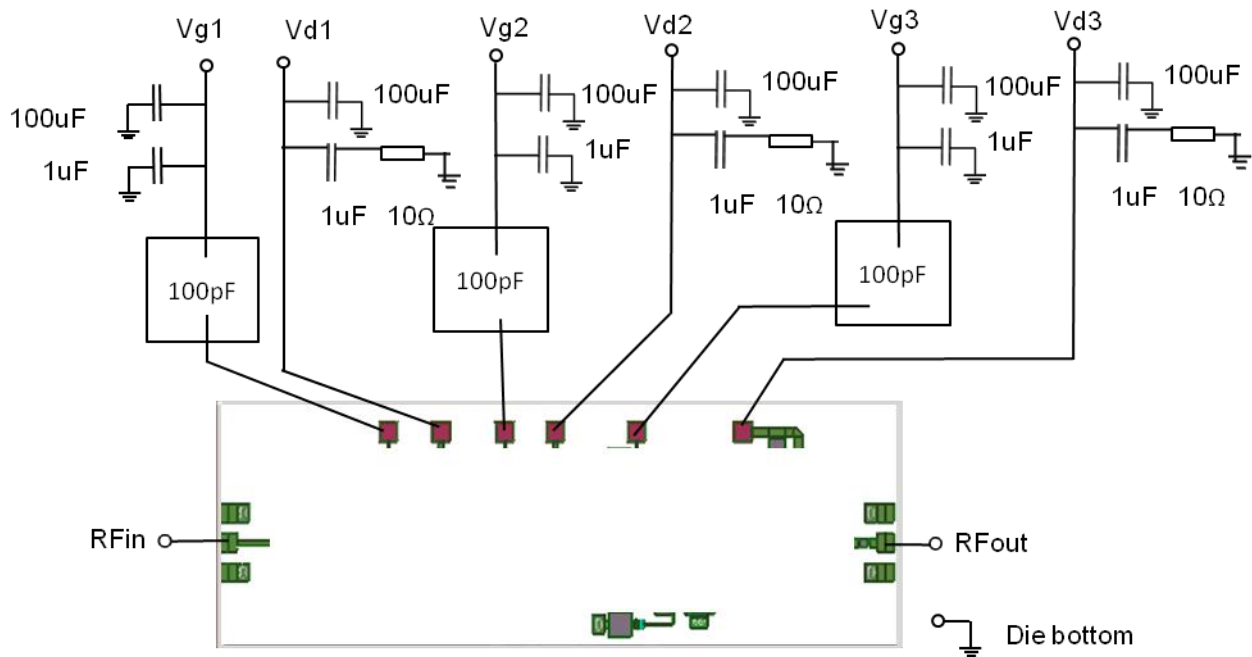 Vg1
Vd1
Vg2
Vd2
Vg3
Vd3
100uF
1uF
100uF
1uF 10Ω
100uF
1uF
100uF
1uF 10Ω
100uF
1uF
100uF
1uF 10Ω
100pF
100pF
100pF
RFin
RFout
Die bottom